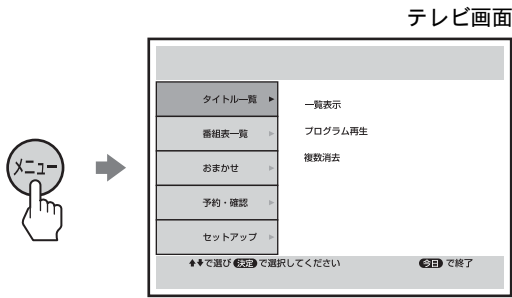 テレビ画面
メニュー
タイトル一覧
番組表一覧
おまかせ
予約・確認
セットアップ
一覧表示
プログラム再生
複数消去
で選び 決定 で選択してください 今日 で終了